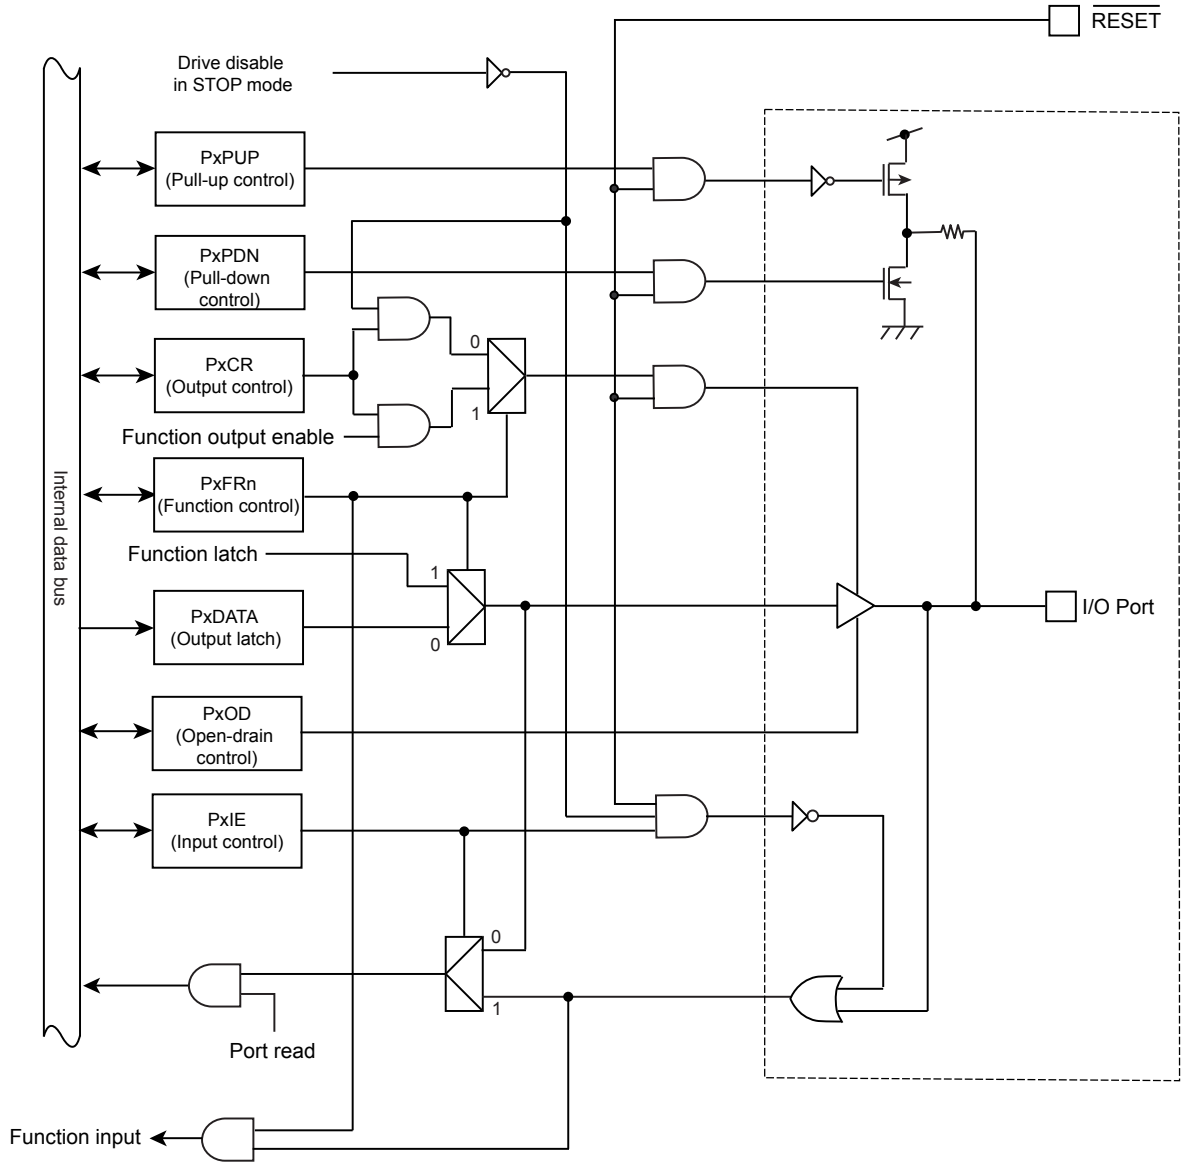 RESET
Drive disable
in STOP mode
PxPUP
(Pull-up control)
PxPDN
(Pull-down
control)
PxCR
(Output control)
0
1
Function output enable
PxFRn
(Function control)
Internal data bus
Function latch
1
0
PxDATA
(Output latch)
I/O Port
PxOD
(Open-drain
control)
PxIE
(Input control)
0
1
Port read
Function input